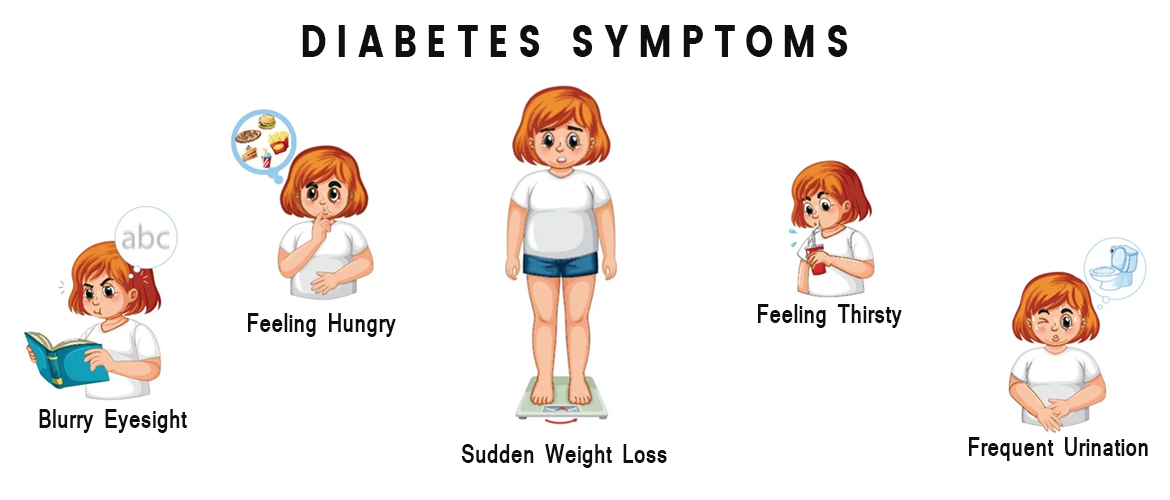 DIABETES SYMPTOMS
abc
Blurry Eyesight
Feeling Hungry
Sudden Weight Loss
Feeling Thirsty
Frequent Urination